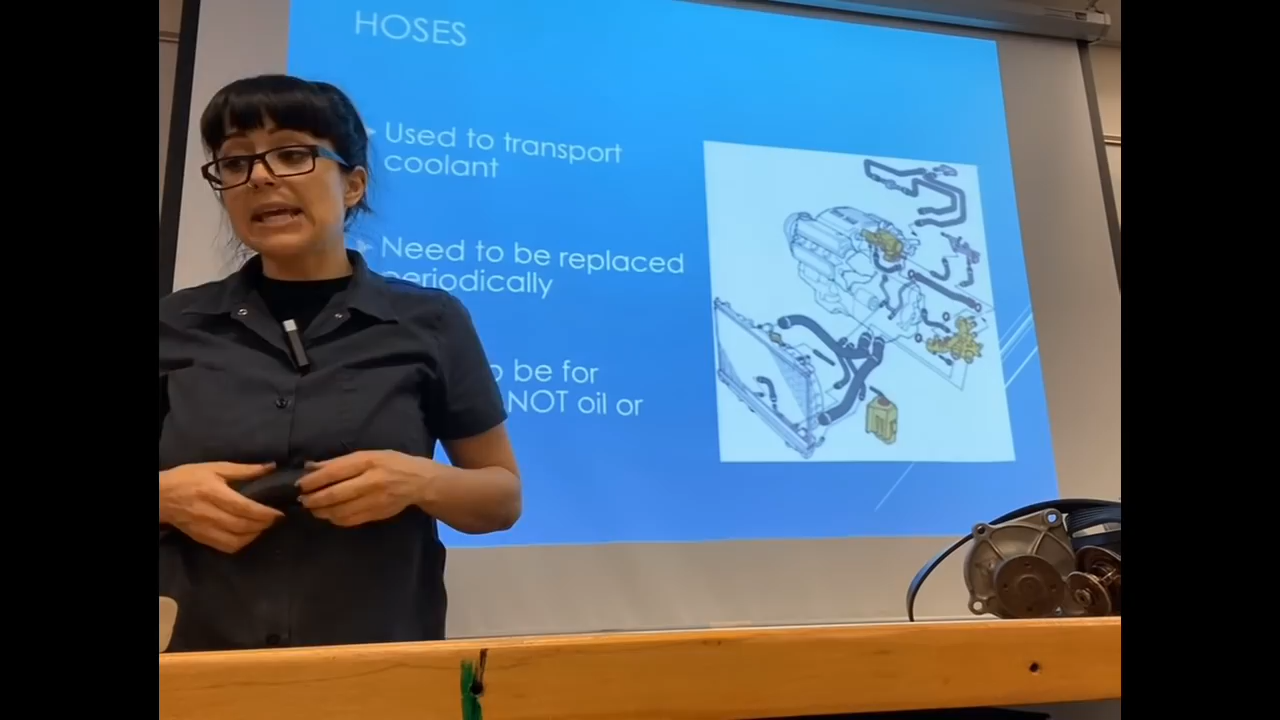 HOSES
Used to transport
coolant
Need to be replaced
periodically
be for
NOT oil or